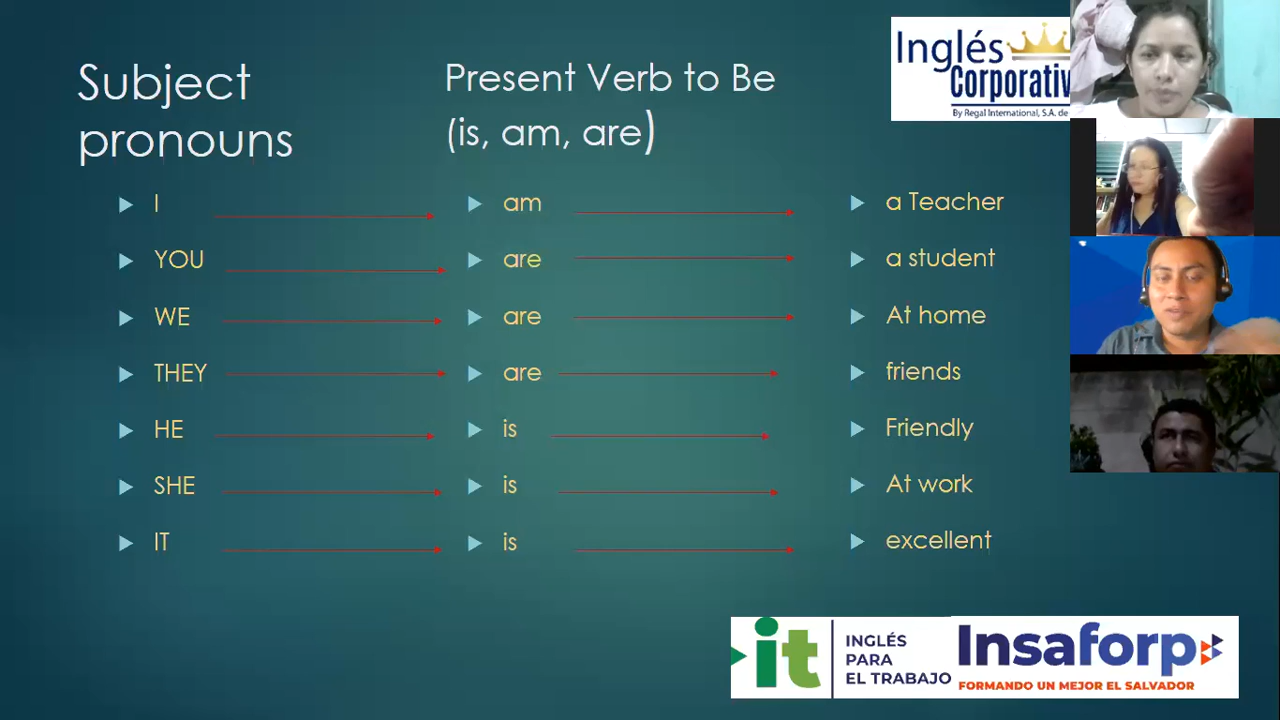 Subject
pronouns
Present Verb to Be
(is, am, are)
Inglés
Corporativ
By Regal International, S.A. de
I am a Teacher
YOU are a student
WE are At home
THEY are friends
HE is Friendly
SHE is At work
IT is excellent
it
INGLÉS
PARA
EL TRABAJO
Insaforp
FORMANDO UN MEJOR EL SALVADOR